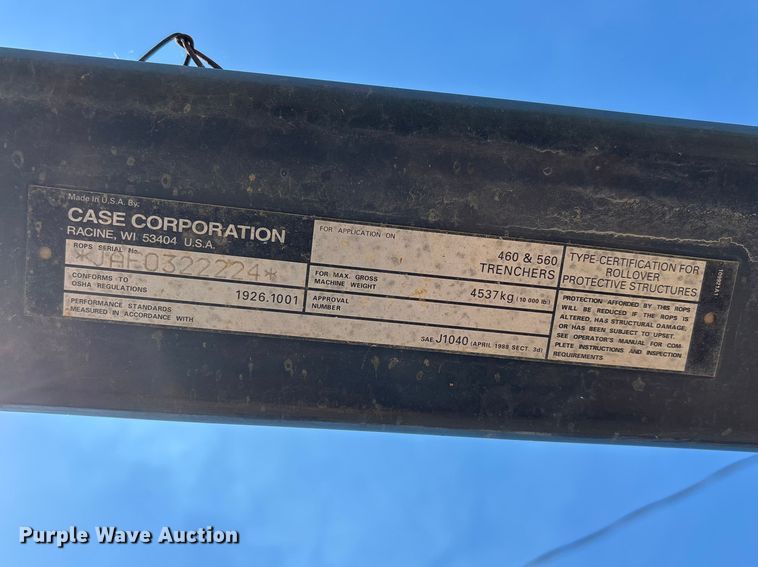 Made in U.S.A. By:
CASE CORPORATION
RACINE, WI 53404 U.S.A.
ROPS SERIAL No.
CONFORMS TO
OSHA REGULATIONS
1926.1001
PERFORMANCE STANDARDS
MEASURED IN ACCORDANCE WITH
SAE J1040 (APRIL 1988 SECT. 3d)
FOR APPLICATION ON
460 & 560
TRENCHERS
FOR MAX. GROSS
MACHINE WEIGHT
4537kg (10 000 lb)
APPROVAL
NUMBER
TYPE-CERTIFICATION FOR
ROLLOVER
PROTECTIVE STRUCTURES
PROTECTION AFFORDED BY THIS ROPS
WILL BE REDUCED IF THE ROPS IS
ALTERED, HAS STRUCTURAL DAMAGE,
OR HAS BEEN SUBJECT TO UPSET.
SEE OPERATOR'S MANUAL FOR COM-
PLETE INSTRUCTIONS AND INSPECTION
REQUIREMENTS
Purple Wave Auction